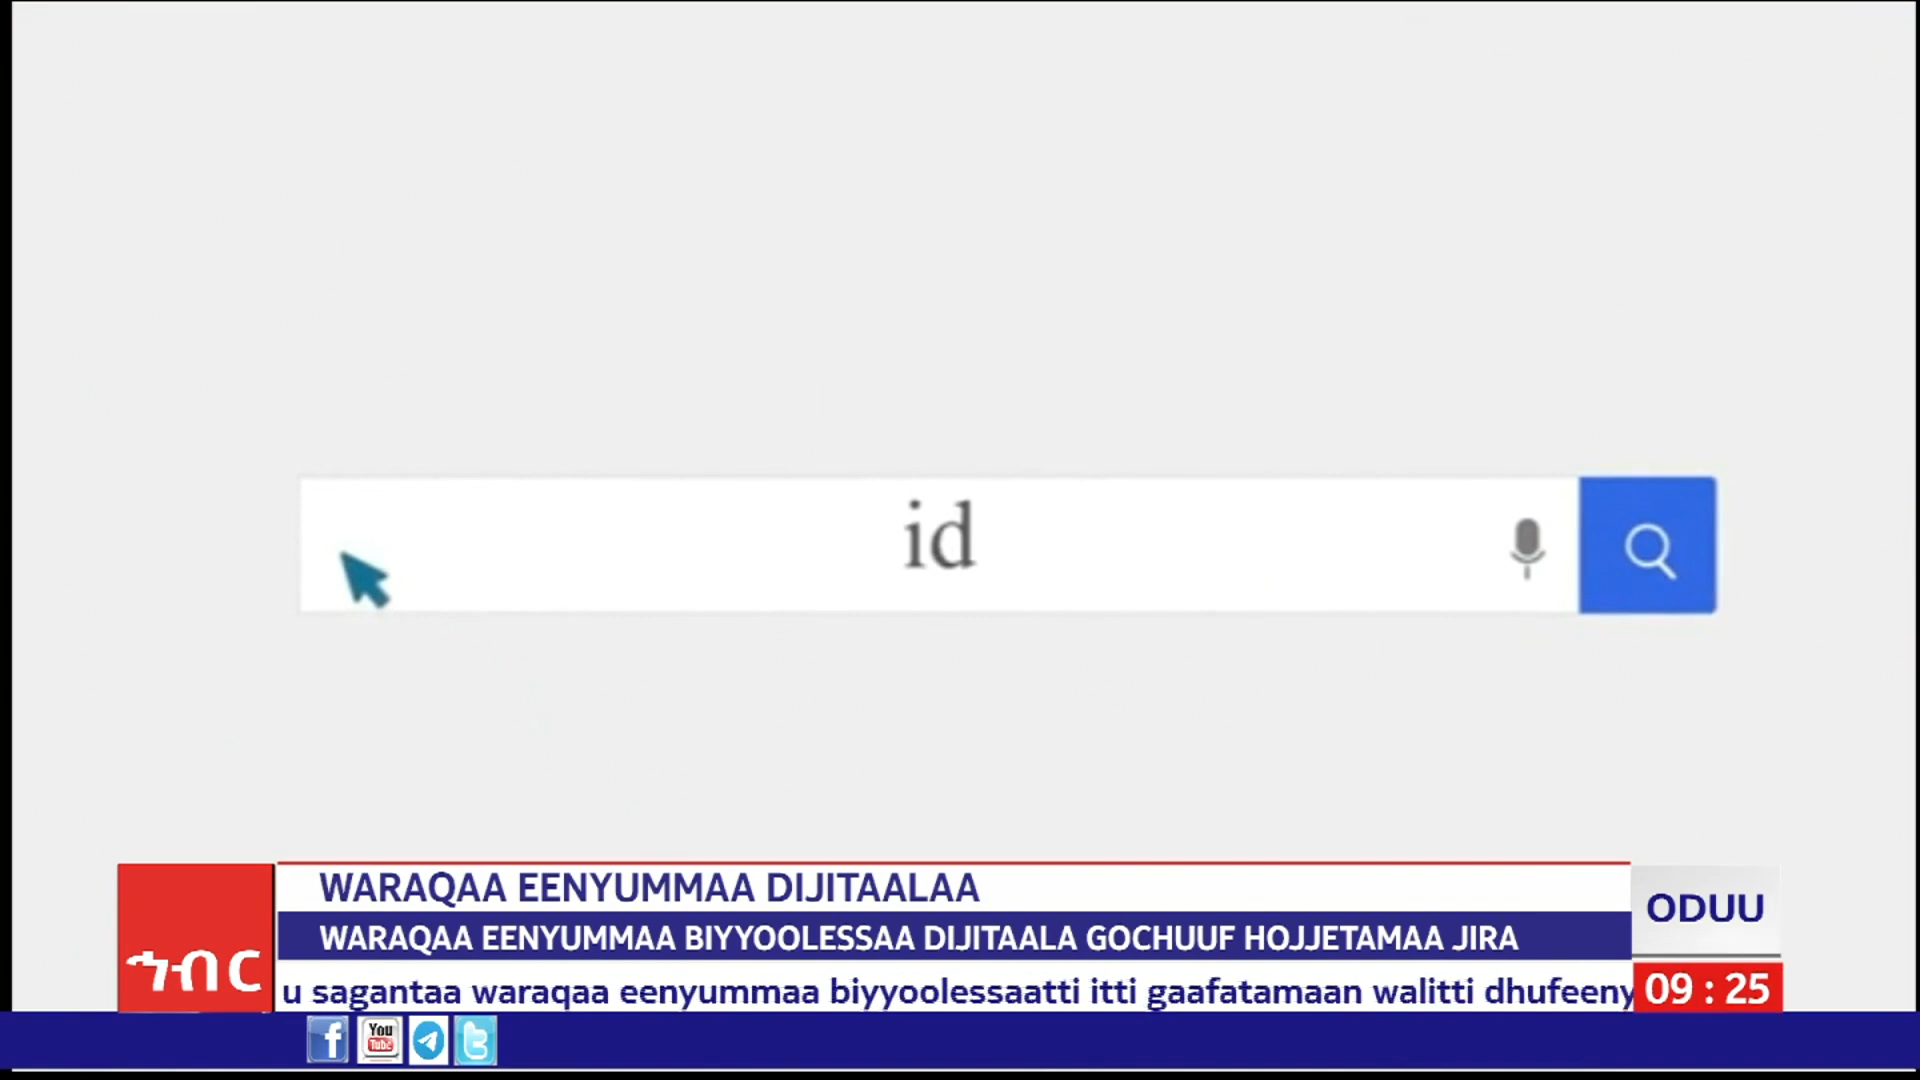 id
WARAQAA EENYUMMAA DIJITAALAA
ODUU
WARAQAA EENYUMMAA BIYYOOLESSAA DIJITAALA GOCHUUF HOJJETAMAA JIRA
ኅብር
u sagantaa waraqaa eenyummaa biyyoolessaatti itti gaafatamaan walitti dhufeeny
09 : 25
You
Tube